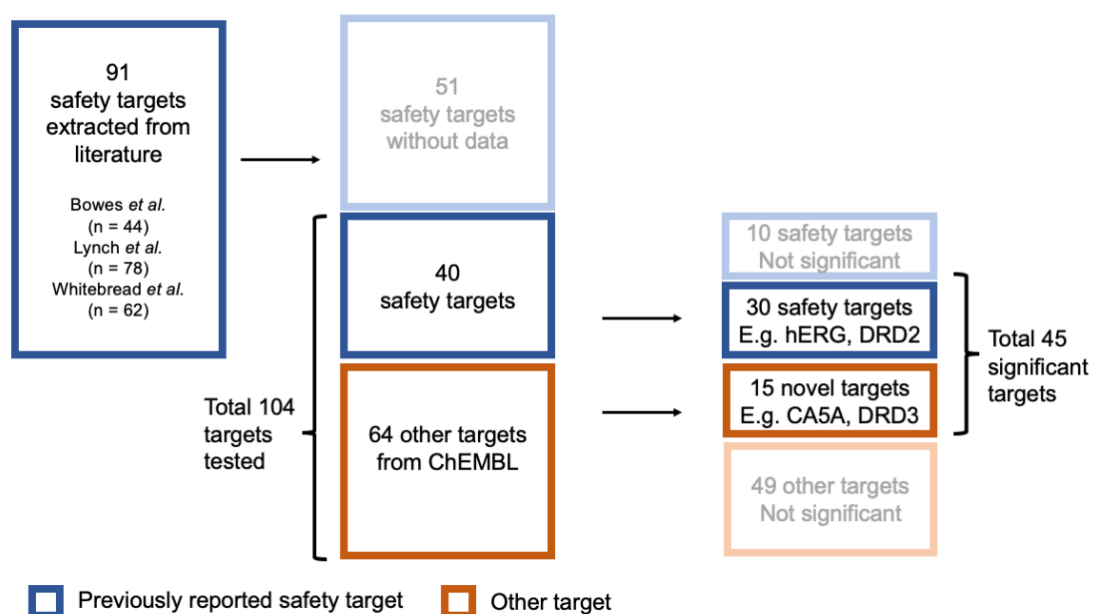 91
safety targets
extracted from
literature
Bowes et al.
(n = 44)
Lynch et al.
(n = 78)
Whitebread et al.
(n = 62)
51
safety targets
without data
40
safety targets
Total 104
targets
tested
64 other targets
from ChEMBL
10 safety targets
Not significant
30 safety targets
E.g. hERG, DRD2
15 novel targets
E.g. CA5A, DRD3
49 other targets
Not significant
Total 45
significant
targets
Previously reported safety target
Other target